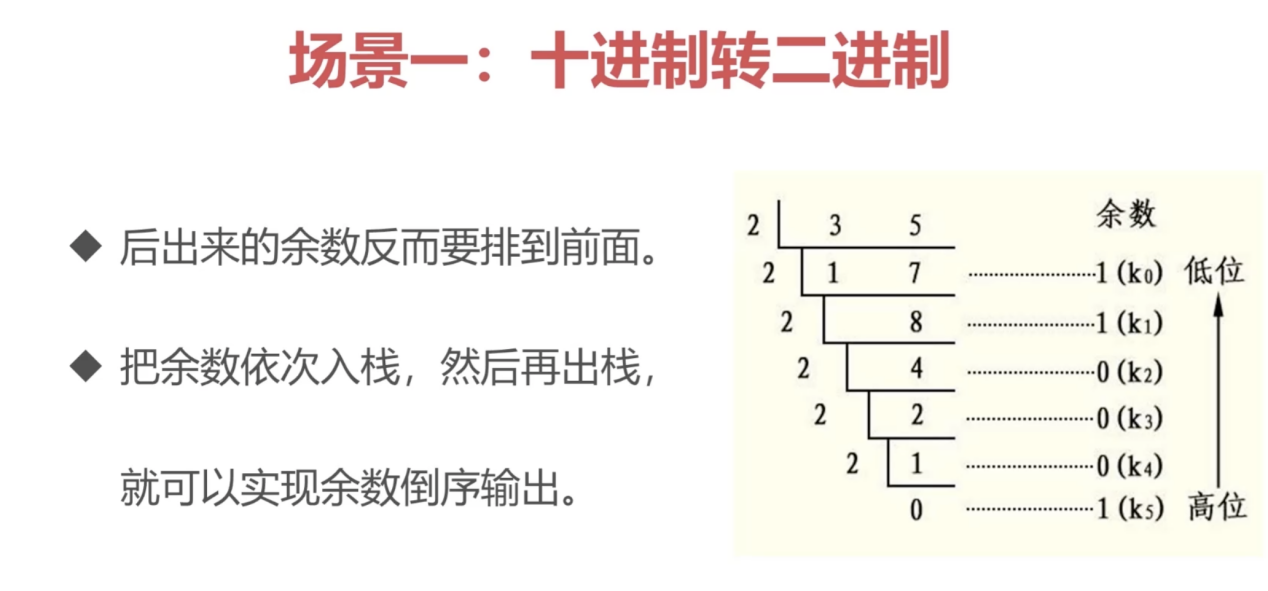 场景一：十进制转二进制
◆ 后出来的余数反而要排到前面。
◆ 把余数依次入栈，然后再出栈，
就可以实现余数倒序输出。
余数
2 3 5
2 1 7 ……………………1 (k0) 低位
2 8 ……………………1 (k1)
2 4 ……………………0 (k2)
2 2 ……………………0 (k3)
2 1 ……………………0 (k4)
0 ……………………1 (k5) 高位